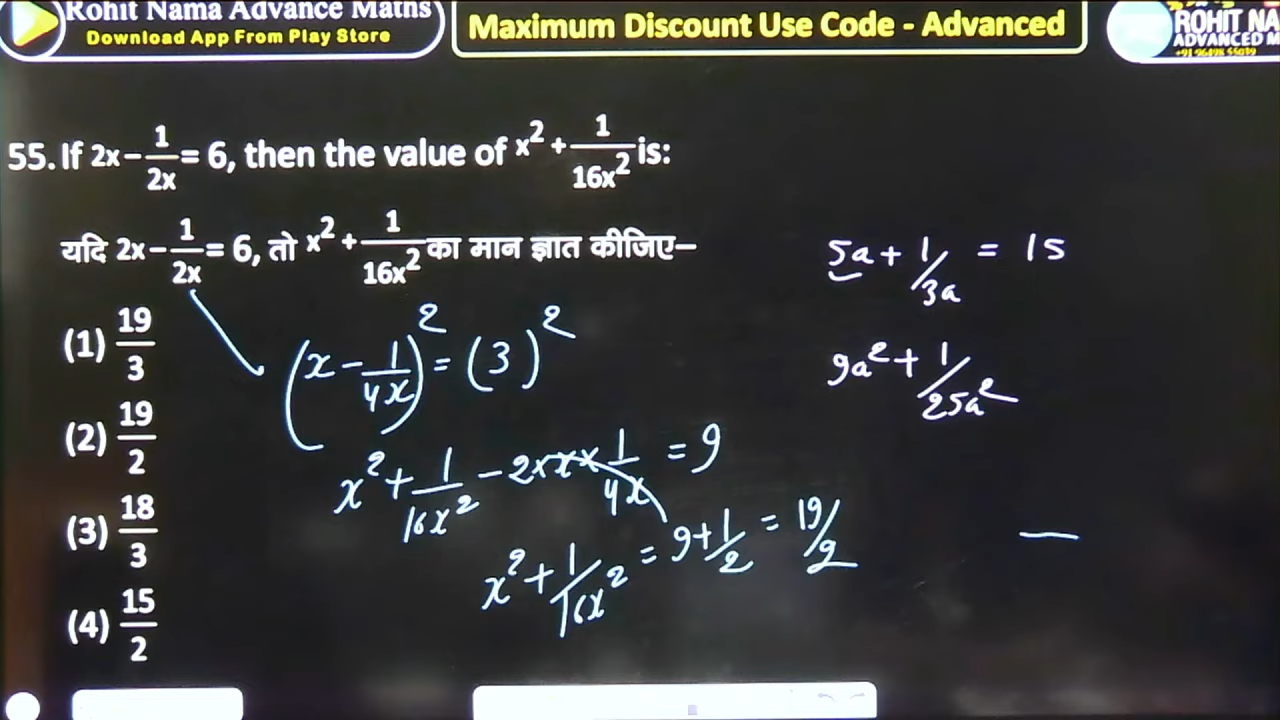 Rohit Nama Advance Maths
Download App From Play Store
Maximum Discount Use Code - Advanced
ROHIT NA
ADVANCED M
55. If 2x - 1/2x = 6, then the value of x² + 1/16x² is:
यदि 2x - 1/2x = 6, तो x² + 1/16x² का मान ज्ञात कीजिए–
(1) 19/3
(2) 19/2
(3) 18/3
(4) 15/2
(x - 1/4x)² = (3)²
x² + 1/16x² - 2×x×1/4x = 9
x² + 1/16x² = 9 + 1/2 = 19/2
5a + 1/3a = 15
9a² + 1/25a²